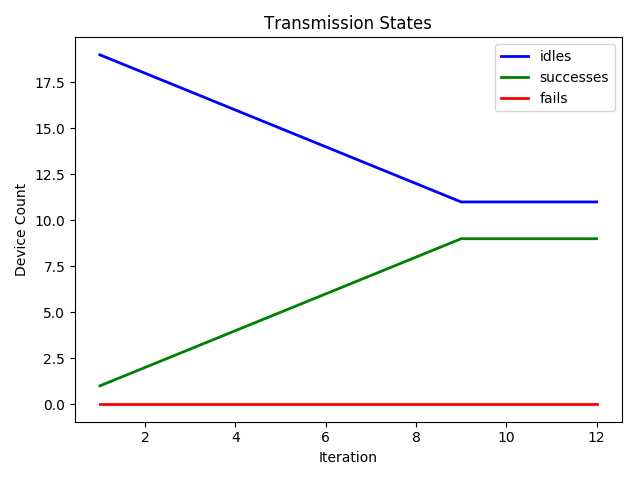 Transmission States
idles
successes
fails
Device Count
17.5
15.0
12.5
10.0
7.5
5.0
2.5
0.0
2 4 6 8 10 12
Iteration